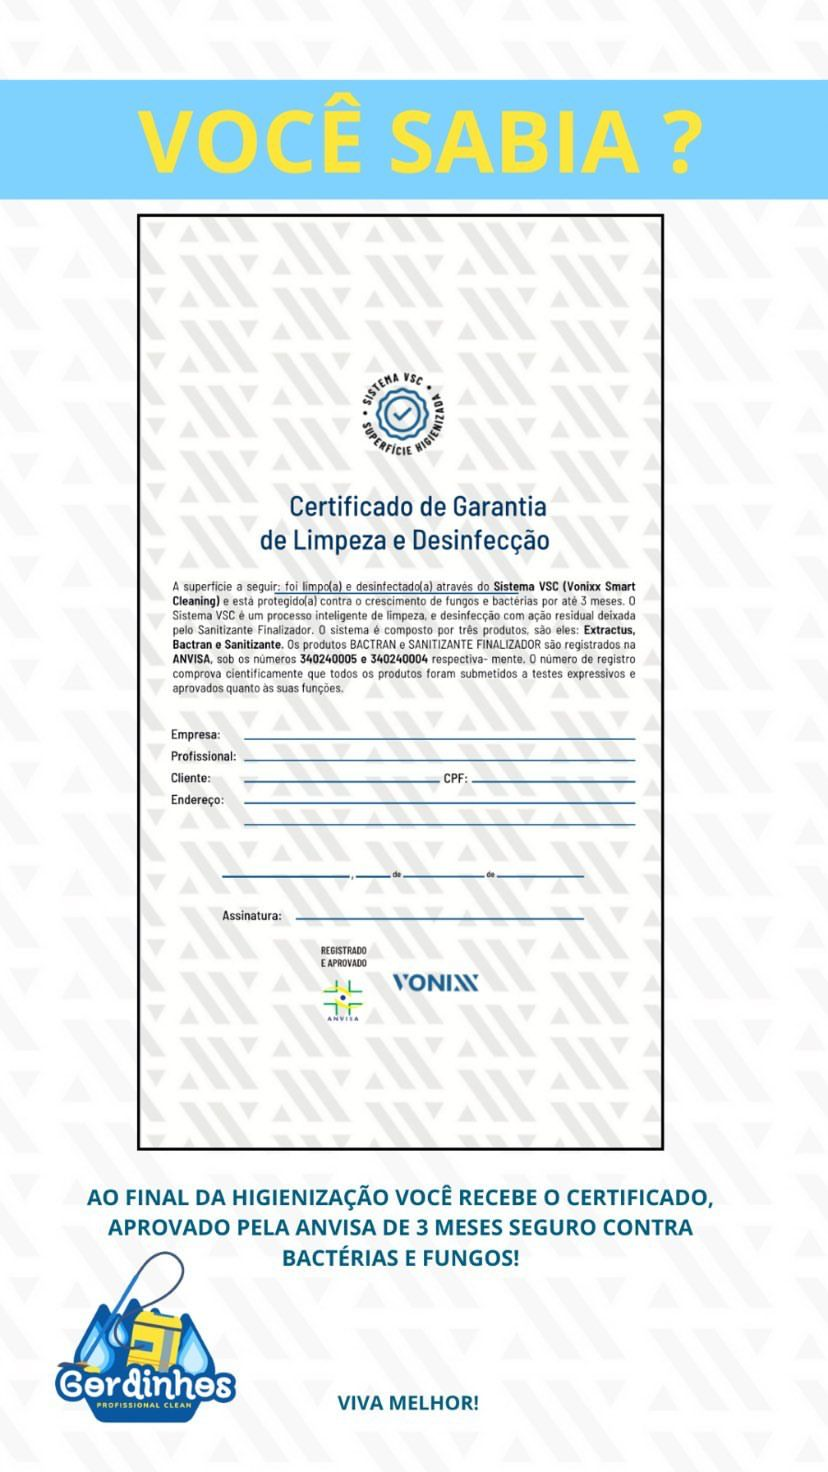 VOCÊ SABIA ?
SISTEMA VSC
SUPERFÍCIE HIGIENIZADA
Certificado de Garantia
de Limpeza e Desinfecção
A superfície a seguir: foi limpo(a) e desinfectado(a) através do Sistema VSC (Vonixx Smart
Cleaning) e está protegido(a) contra o crescimento de fungos e bactérias por até 3 meses. O
Sistema VSC é um processo inteligente de limpeza, e desinfecção com ação residual deixada
pelo Sanitizante Finalizador. O sistema é composto por três produtos, são eles: Extractus,
Bactran e Sanitizante. Os produtos BACTRAN e SANITIZANTE FINALIZADOR são registrados na
ANVISA, sob os números 340240005 e 340240004 respectiva- mente. O número de registro
comprova cientificamente que todos os produtos foram submetidos a testes expressivos e
aprovados quanto às suas funções.
Empresa:
Profissional:
Cliente: CPF:
Endereço:
, de de
Assinatura:
REGISTRADO
E APROVADO
ANVISA
VONIXX
AO FINAL DA HIGIENIZAÇÃO VOCÊ RECEBE O CERTIFICADO,
APROVADO PELA ANVISA DE 3 MESES SEGURO CONTRA
BACTÉRIAS E FUNGOS!
Gordinhos
PROFISSIONAL CLEAN
VIVA MELHOR!